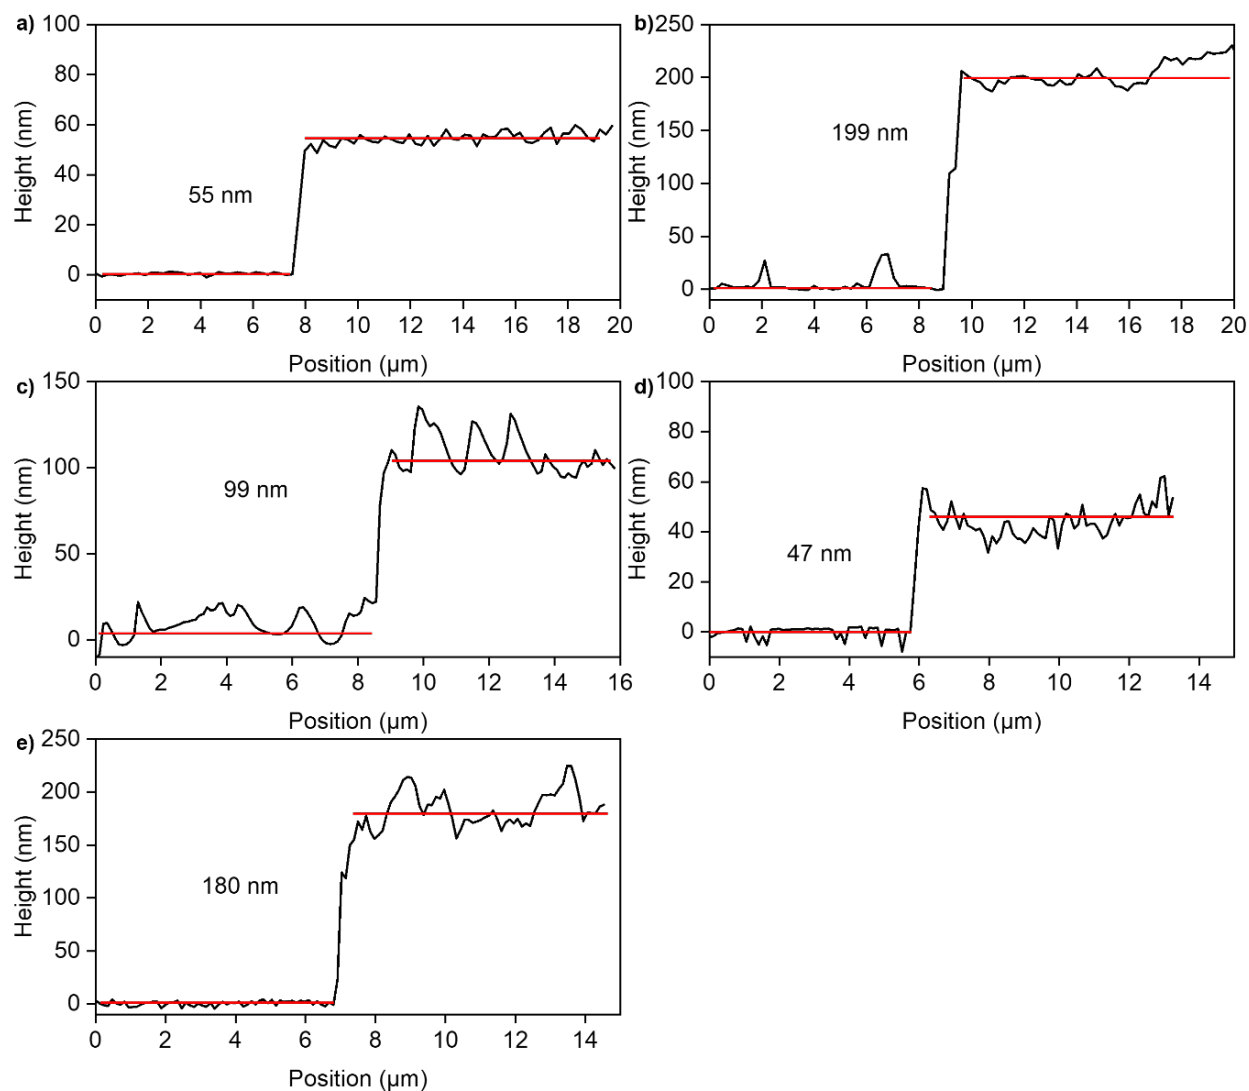 a)
100
80
60
40
20
0
Height (nm)
55 nm
0 2 4 6 8 10 12 14 16 18 20
Position (µm)
b)
250
200
150
100
50
0
Height (nm)
199 nm
0 2 4 6 8 10 12 14 16 18 20
Position (µm)
c)
150
100
50
0
Height (nm)
99 nm
0 2 4 6 8 10 12 14 16
Position (µm)
d)
100
80
60
40
20
0
Height (nm)
47 nm
0 2 4 6 8 10 12 14
Position (µm)
e)
250
200
150
100
50
0
Height (nm)
180 nm
0 2 4 6 8 10 12 14
Position (µm)